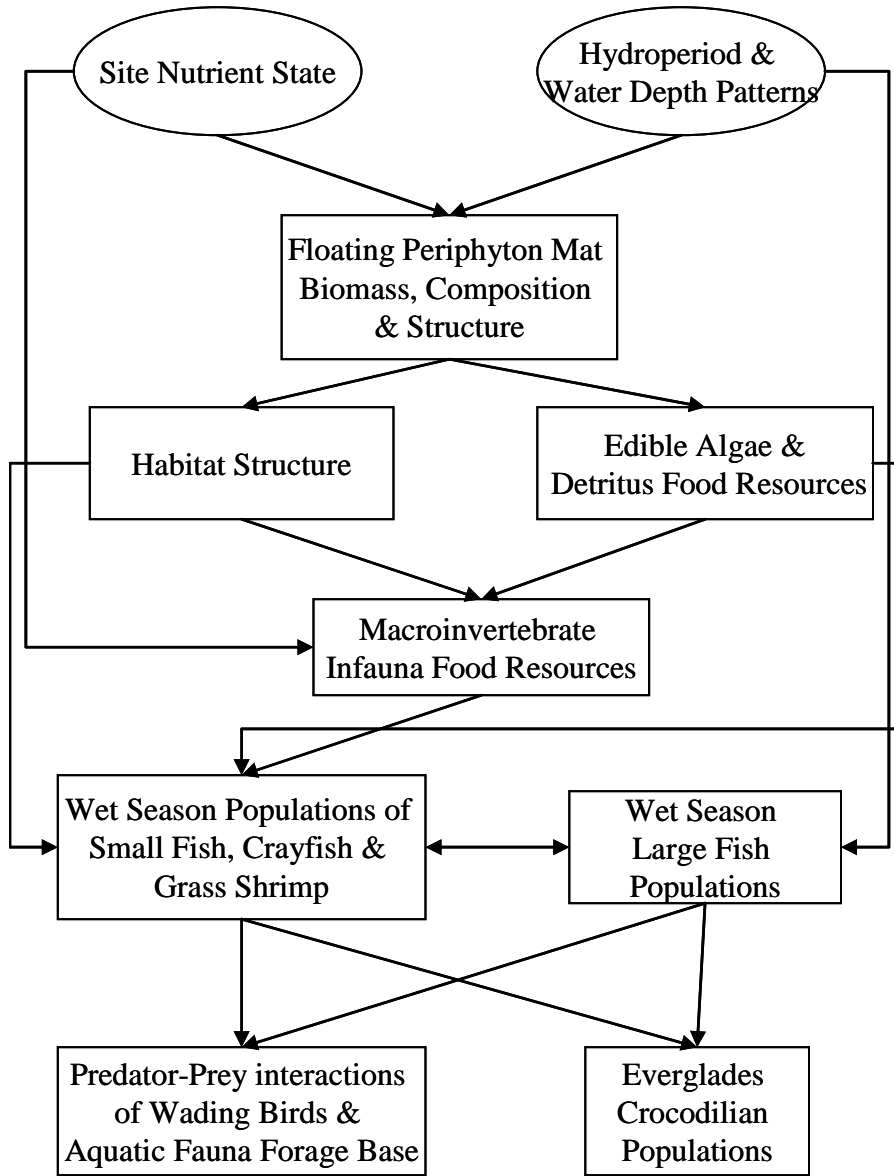 Site Nutrient State
Hydroperiod &
Water Depth Patterns
Floating Periphyton Mat
Biomass, Composition
& Structure
Habitat Structure
Edible Algae &
Detritus Food Resources
Macroinvertebrate
Infauna Food Resources
Wet Season Populations of
Small Fish, Crayfish &
Grass Shrimp
Wet Season
Large Fish
Populations
Predator-Prey interactions
of Wading Birds &
Aquatic Fauna Forage Base
Everglades
Crocodilian
Populations